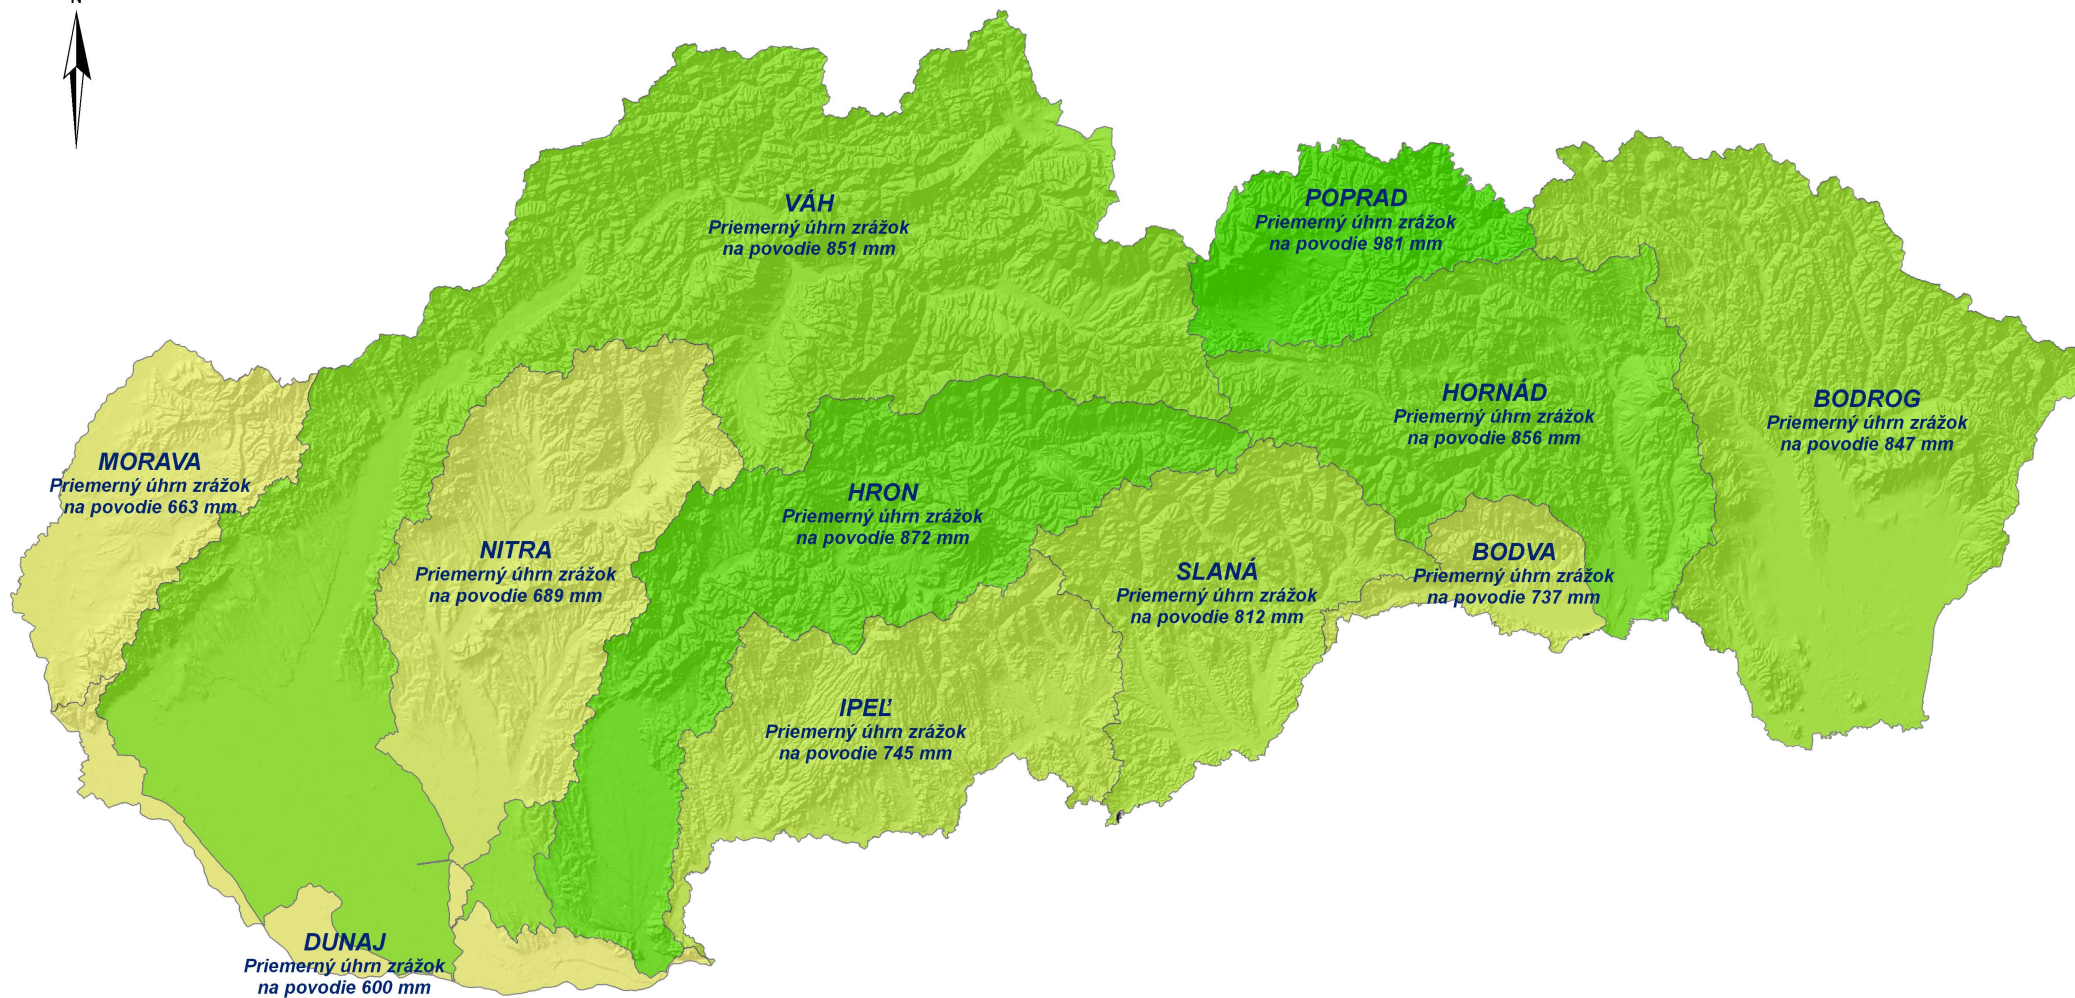 N
VÁH
Priemerný úhrn zrážok
na povodie 851 mm
POPRAD
Priemerný úhrn zrážok
na povodie 981 mm
HORNÁD
Priemerný úhrn zrážok
na povodie 856 mm
BODROG
Priemerný úhrn zrážok
na povodie 847 mm
MORAVA
Priemerný úhrn zrážok
na povodie 663 mm
HRON
Priemerný úhrn zrážok
na povodie 872 mm
NITRA
Priemerný úhrn zrážok
na povodie 689 mm
SLANÁ
Priemerný úhrn zrážok
na povodie 812 mm
BODVA
Priemerný úhrn zrážok
na povodie 737 mm
IPEĽ
Priemerný úhrn zrážok
na povodie 745 mm
DUNAJ
Priemerný úhrn zrážok
na povodie 600 mm